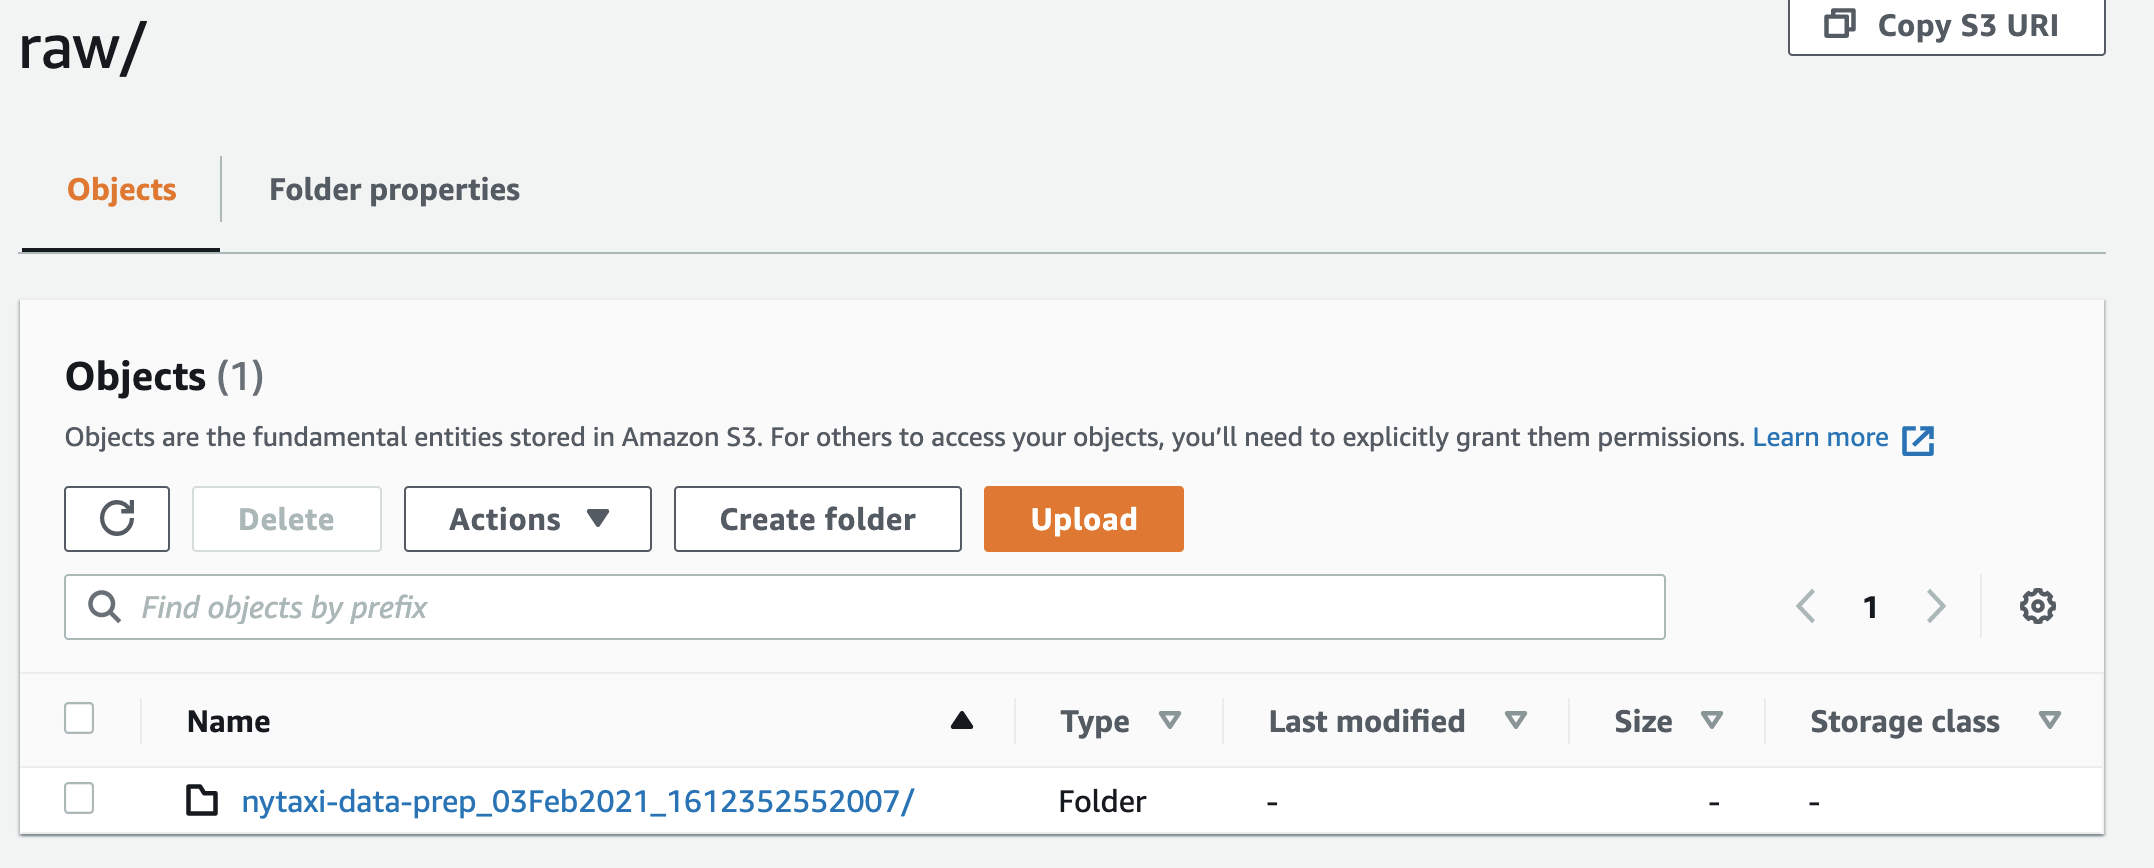 raw/
Copy S3 URI
Objects
Folder properties
Objects (1)
Objects are the fundamental entities stored in Amazon S3. For others to access your objects, you’ll need to explicitly grant them permissions. Learn more
Delete Actions Create folder Upload
Find objects by prefix
1
Name Type Last modified Size Storage class
nytaxi-data-prep_03Feb2021_1612352552007/ Folder - - -